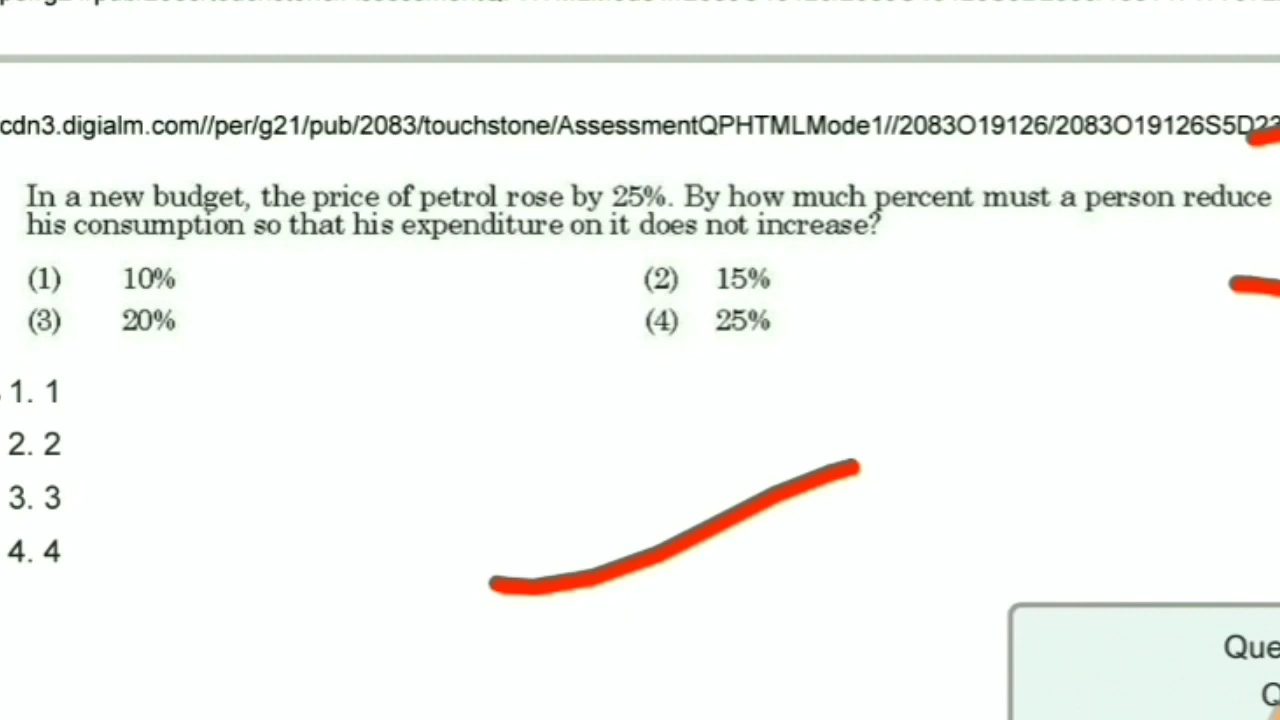 cdn3.digialm.com//per/g21/pub/2083/touchstone/AssessmentQPHTMLMode1//2083O19126/2083O19126S5D
In a new budget, the price of petrol rose by 25%. By how much percent must a person reduce
his consumption so that his expenditure on it does not increase?
(1) 10% (2) 15%
(3) 20% (4) 25%
1. 1
2. 2
3. 3
4. 4
Que
Q